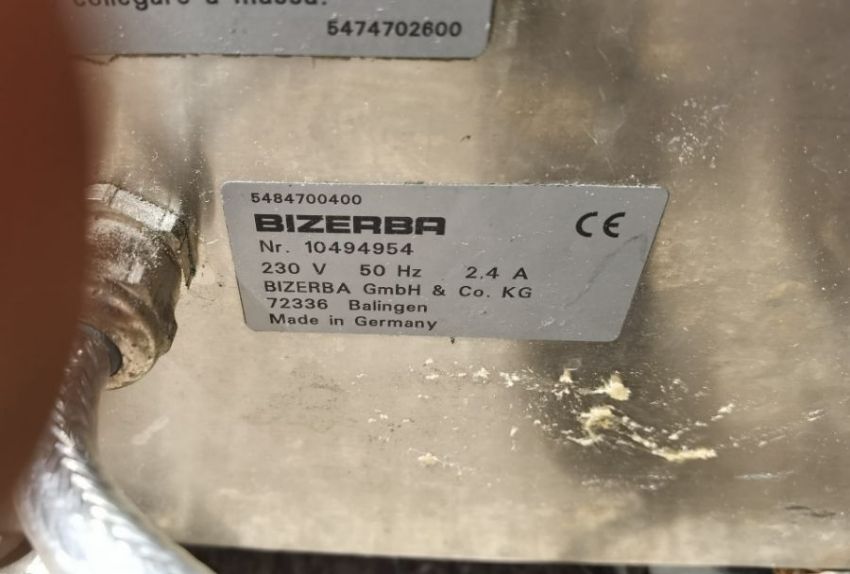 a massa.
5474702600
5484700400
BIZERBA CE
Nr. 10494954
230 V 50 Hz 2.4 A
BIZERBA GmbH & Co. KG
72336 Balingen
Made in Germany